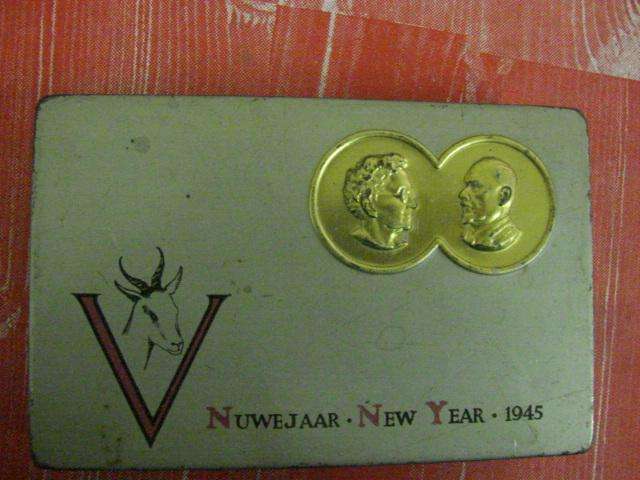 V
NUWEJAAR · NEW YEAR · 1945